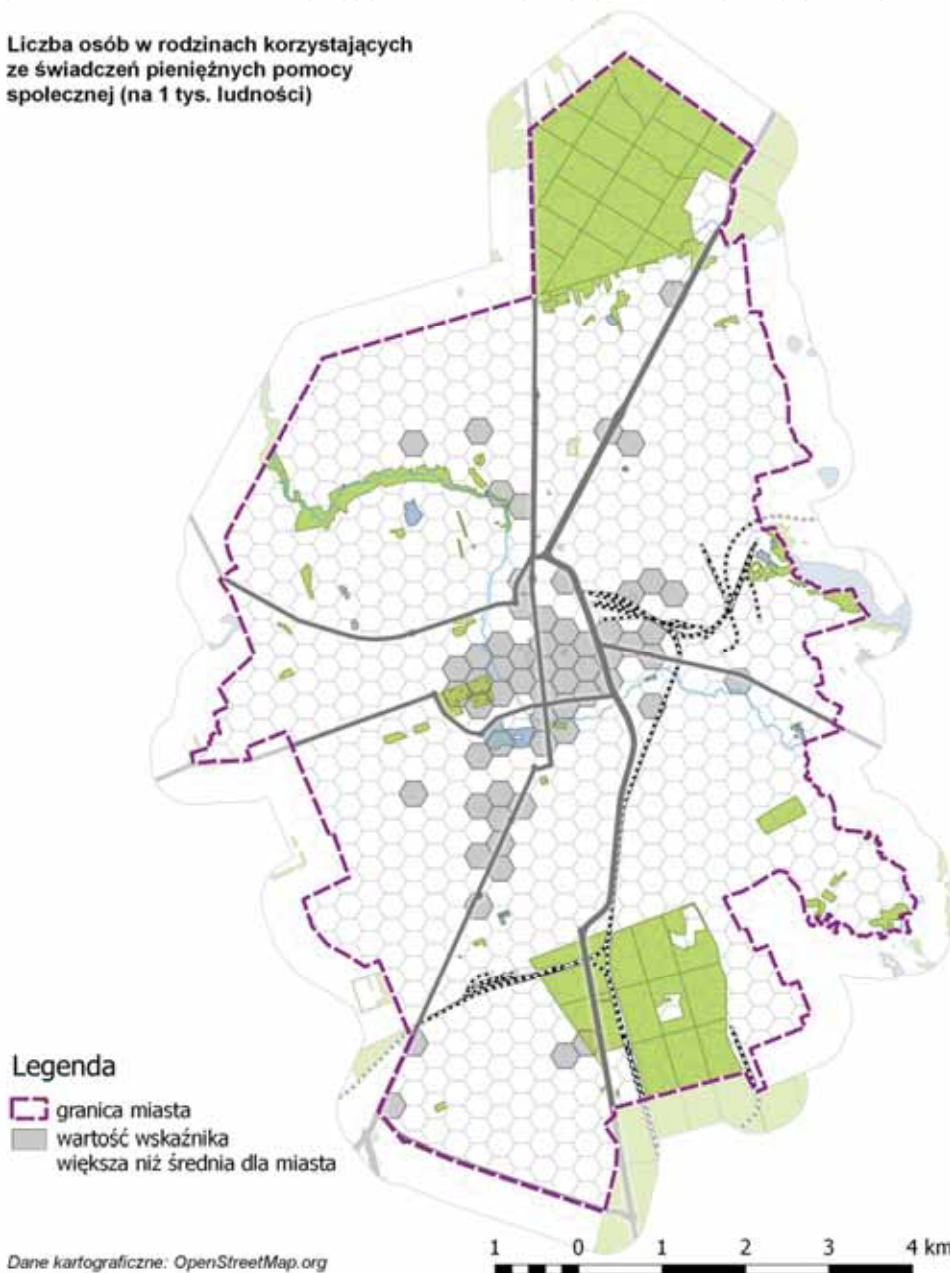 Liczba osób w rodzinach korzystających
ze świadczeń pieniężnych pomocy
spolecznej (na 1 tys. ludności)
Legenda
granica miasta
wartość wskaźnika
większa niż średnia dla miasta
Dane kartograficzne: OpenStreetMap.org
1 0 1 2 3 4 km